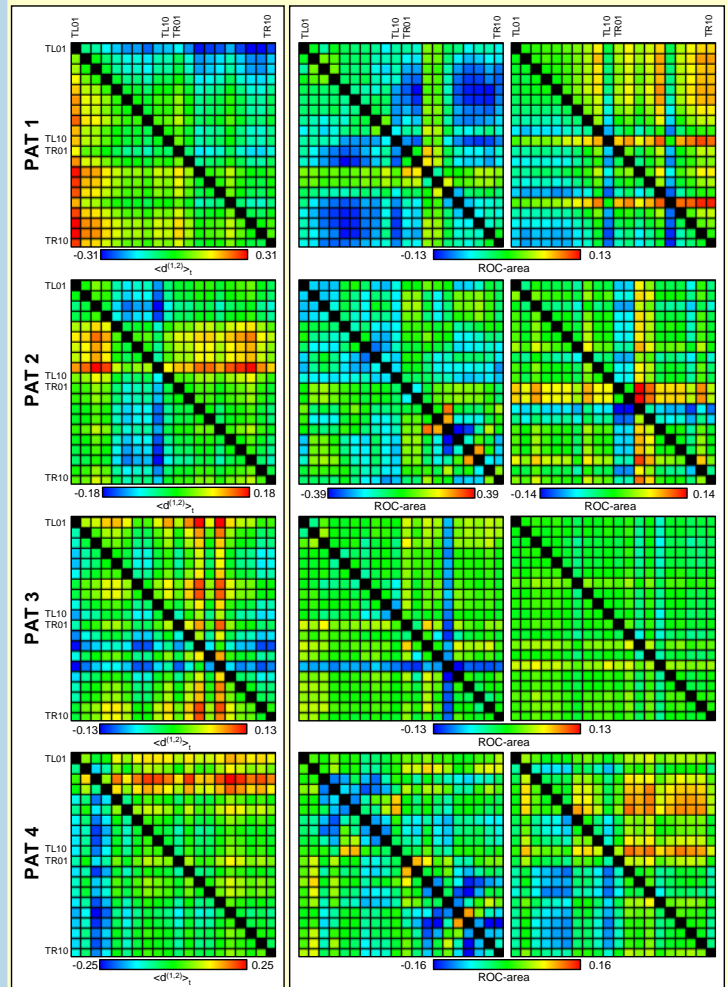 TL01 TL10 TR01 TR10 TL01 TL10 TR01 TR10 TL01 TL10 TR01 TR10
PAT 1
TL01
TL10
TR01
TR10
-0.31 0.31 -0.13 0.13
<d(1,2)>t ROC-area
PAT 2
TL01
TL10
TR01
TR10
-0.18 0.18 -0.39 0.39 -0.14 0.14
<d(1,2)>t ROC-area ROC-area
PAT 3
TL01
TL10
TR01
TR10
-0.13 0.13 -0.13 0.13
<d(1,2)>t ROC-area
PAT 4
TL01
TL10
TR01
TR10
-0.25 0.25 -0.16 0.16
<d(1,2)>t ROC-area